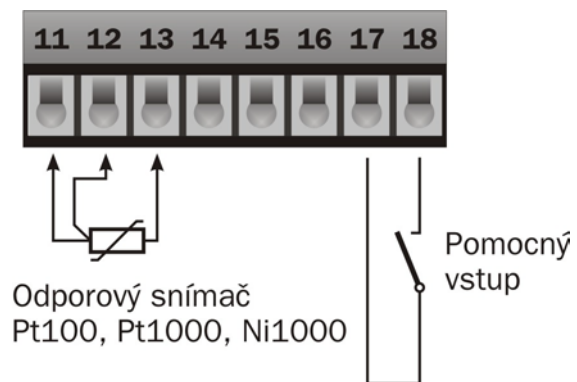 11 12 13 14 15 16 17 18
Pomocný
vstup
Odporový snímač
Pt100, Pt1000, Ni1000